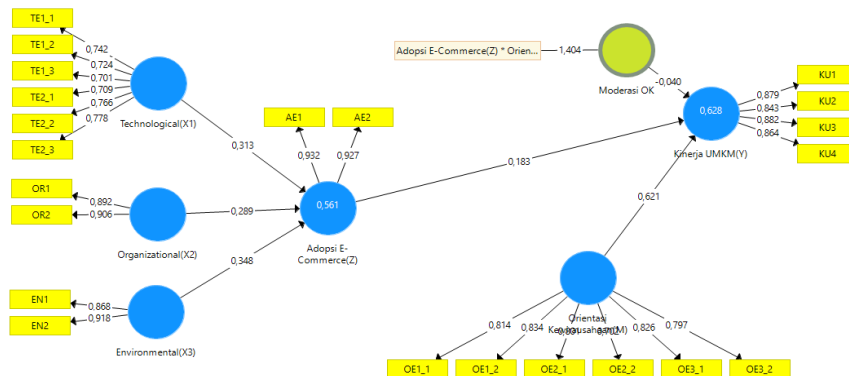 TE1_1
TE1_2
TE1_3
TE2_1
TE2_2
TE2_3
0,742
0,724
0,701
0,709
0,766
0,778
Technological(X1)
0,313
OR1
OR2
0,892
0,906
Organizational(X2)
0,289
EN1
EN2
0,868
0,918
Environmental(X3)
0,348
AE1
AE2
0,932
0,927
0,561
Adopsi E-
Commerce(Z)
0,183
Adopsi E-Commerce(Z) * Orien...
1,404
Moderasi OK
-0,040
0,628
Kinerja UMKM(Y)
0,879
0,843
0,882
0,864
KU1
KU2
KU3
KU4
0,621
Orientasi
Kewirausahaan(M)
0,814
0,834
0,826
0,797
OE1_1
OE1_2
OE2_1
OE2_2
OE3_1
OE3_2